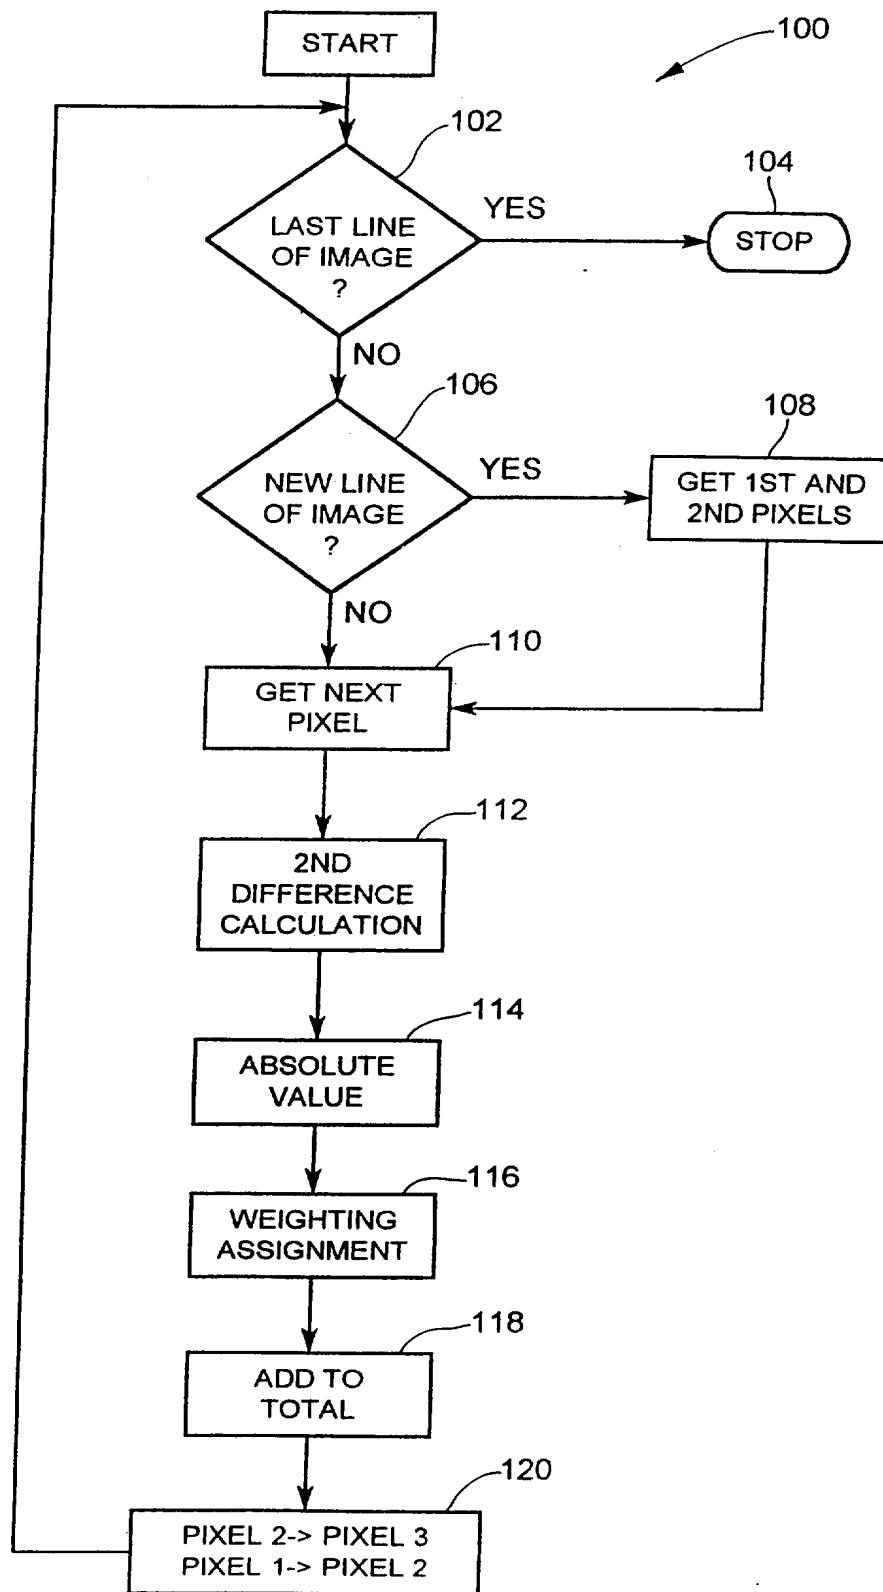 START
100
102
LAST LINE
OF IMAGE
?
YES
104
STOP
NO
106
NEW LINE
OF IMAGE
?
YES
108
GET 1ST AND
2ND PIXELS
NO
110
GET NEXT
PIXEL
112
2ND
DIFFERENCE
CALCULATION
114
ABSOLUTE
VALUE
116
WEIGHTING
ASSIGNMENT
118
ADD TO
TOTAL
120
PIXEL 2-> PIXEL 3
PIXEL 1-> PIXEL 2